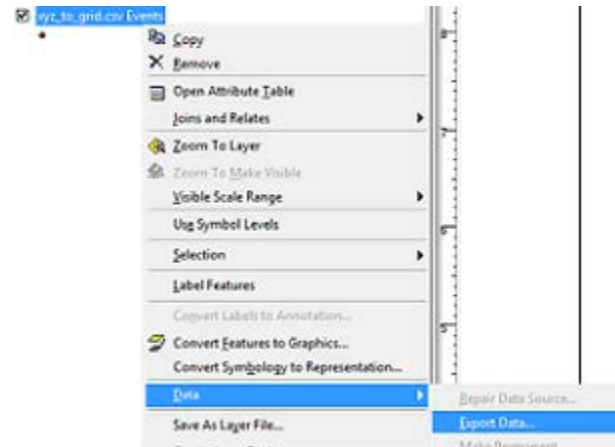 xyz_to_grid.csv Events
Copy
Remove
Open Attribute Table
Joins and Relates
Zoom To Layer
Zoom To Make Visible
Visible Scale Range
Use Symbol Levels
Selection
Label Features
Convert Labels to Annotation...
Convert Features to Graphics...
Convert Symbology to Representation...
Data
Repair Data Source...
Save As Layer File...
Export Data...
Make Permanent
8
7
6
5